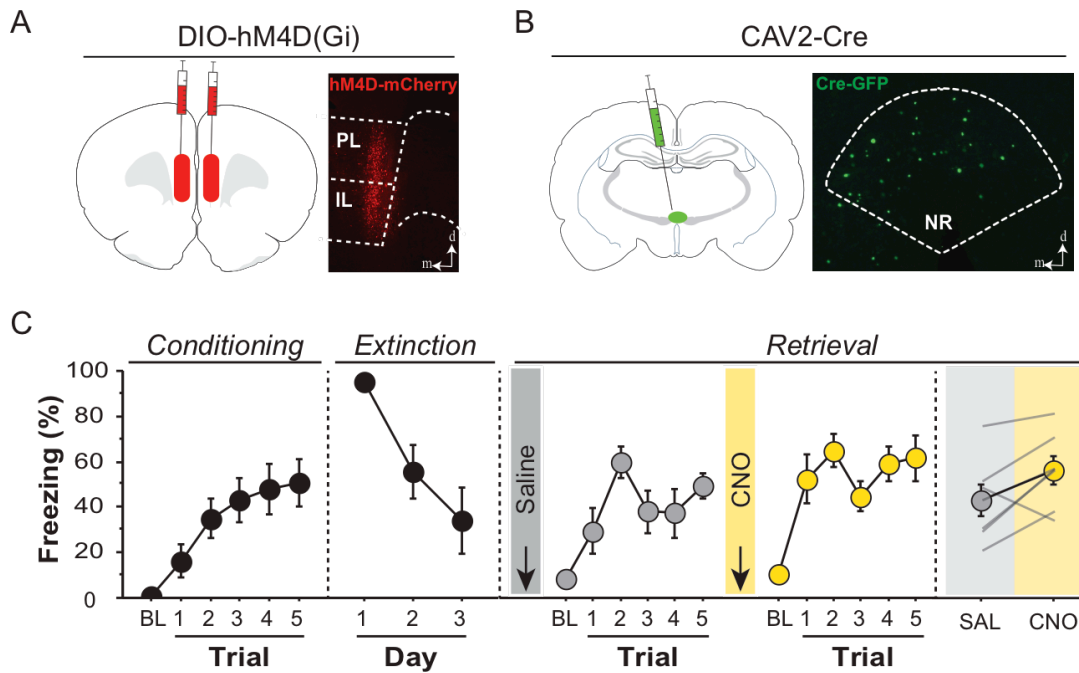 A
DIO-hM4D(Gi)
hM4D-mCherry
PL
IL
d
m
B
CAV2-Cre
Cre-GFP
NR
d
m
C
Conditioning
Extinction
Retrieval
Freezing (%)
100
80
60
40
20
0
BL 1 2 3 4 5
Trial
1 2 3
Day
Saline
BL 1 2 3 4 5
Trial
CNO
BL 1 2 3 4 5
Trial
SAL CNO